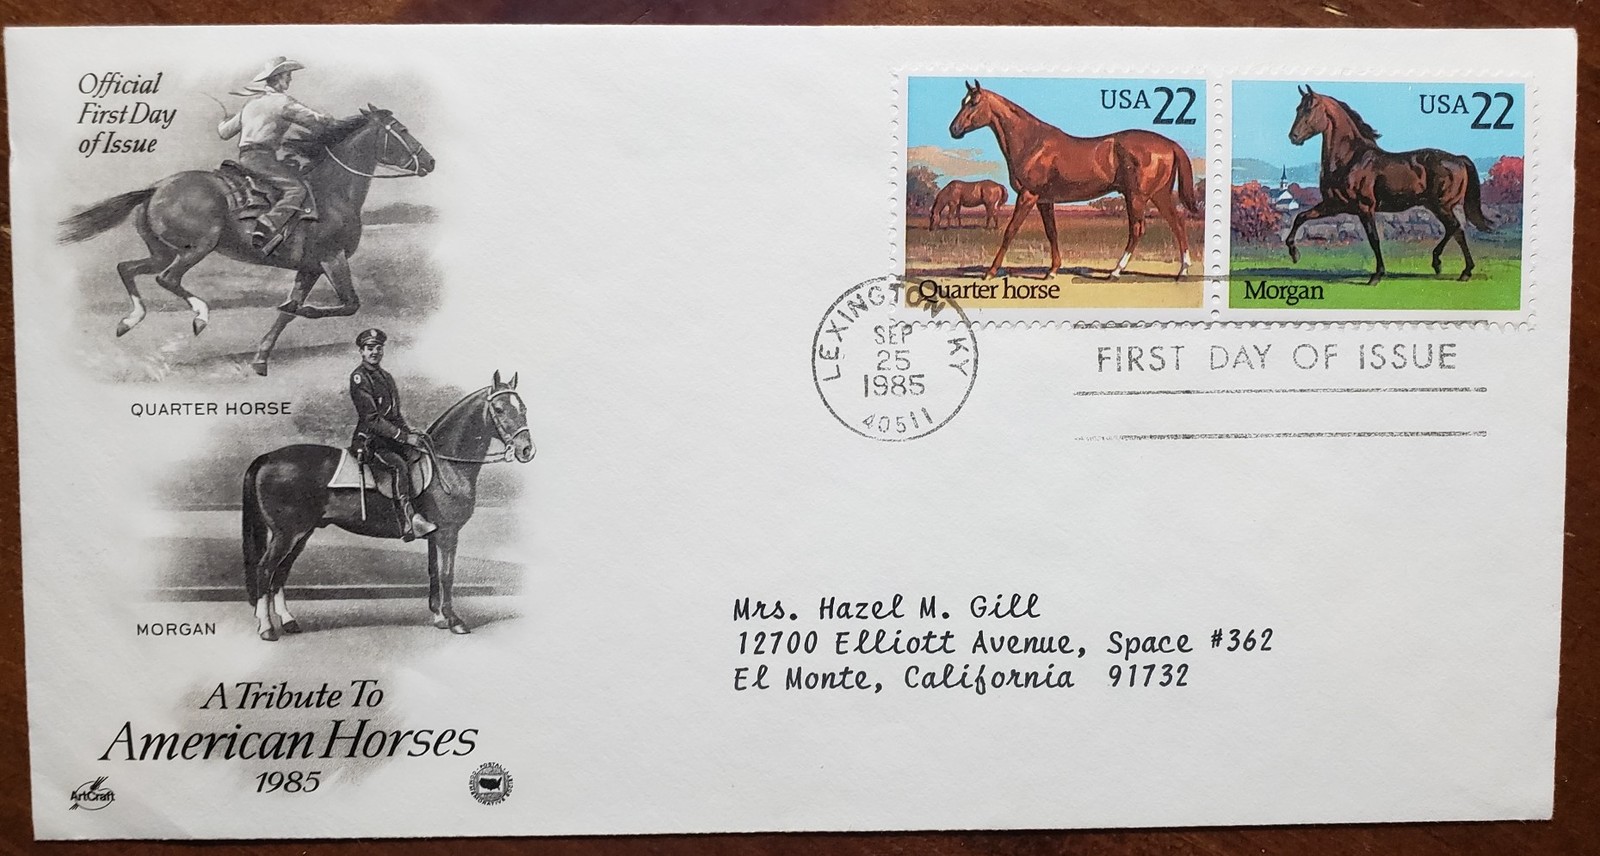 Official
First Day
of Issue
QUARTER HORSE
MORGAN
A Tribute To
American Horses
1985
ArtCraft
USA 22
Quarter horse
USA 22
Morgan
LEXINGTON KY
SEP
25
1985
40511
FIRST DAY OF ISSUE
Mrs. Hazel M. Gill
12700 Elliott Avenue, Space #362
El Monte, California 91732